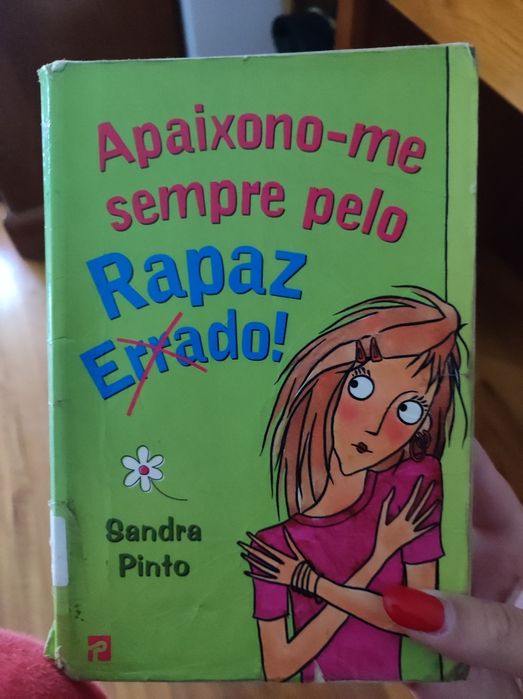 Apaixono-me
sempre pelo
Rapaz
Errado!
Sandra
Pinto
P